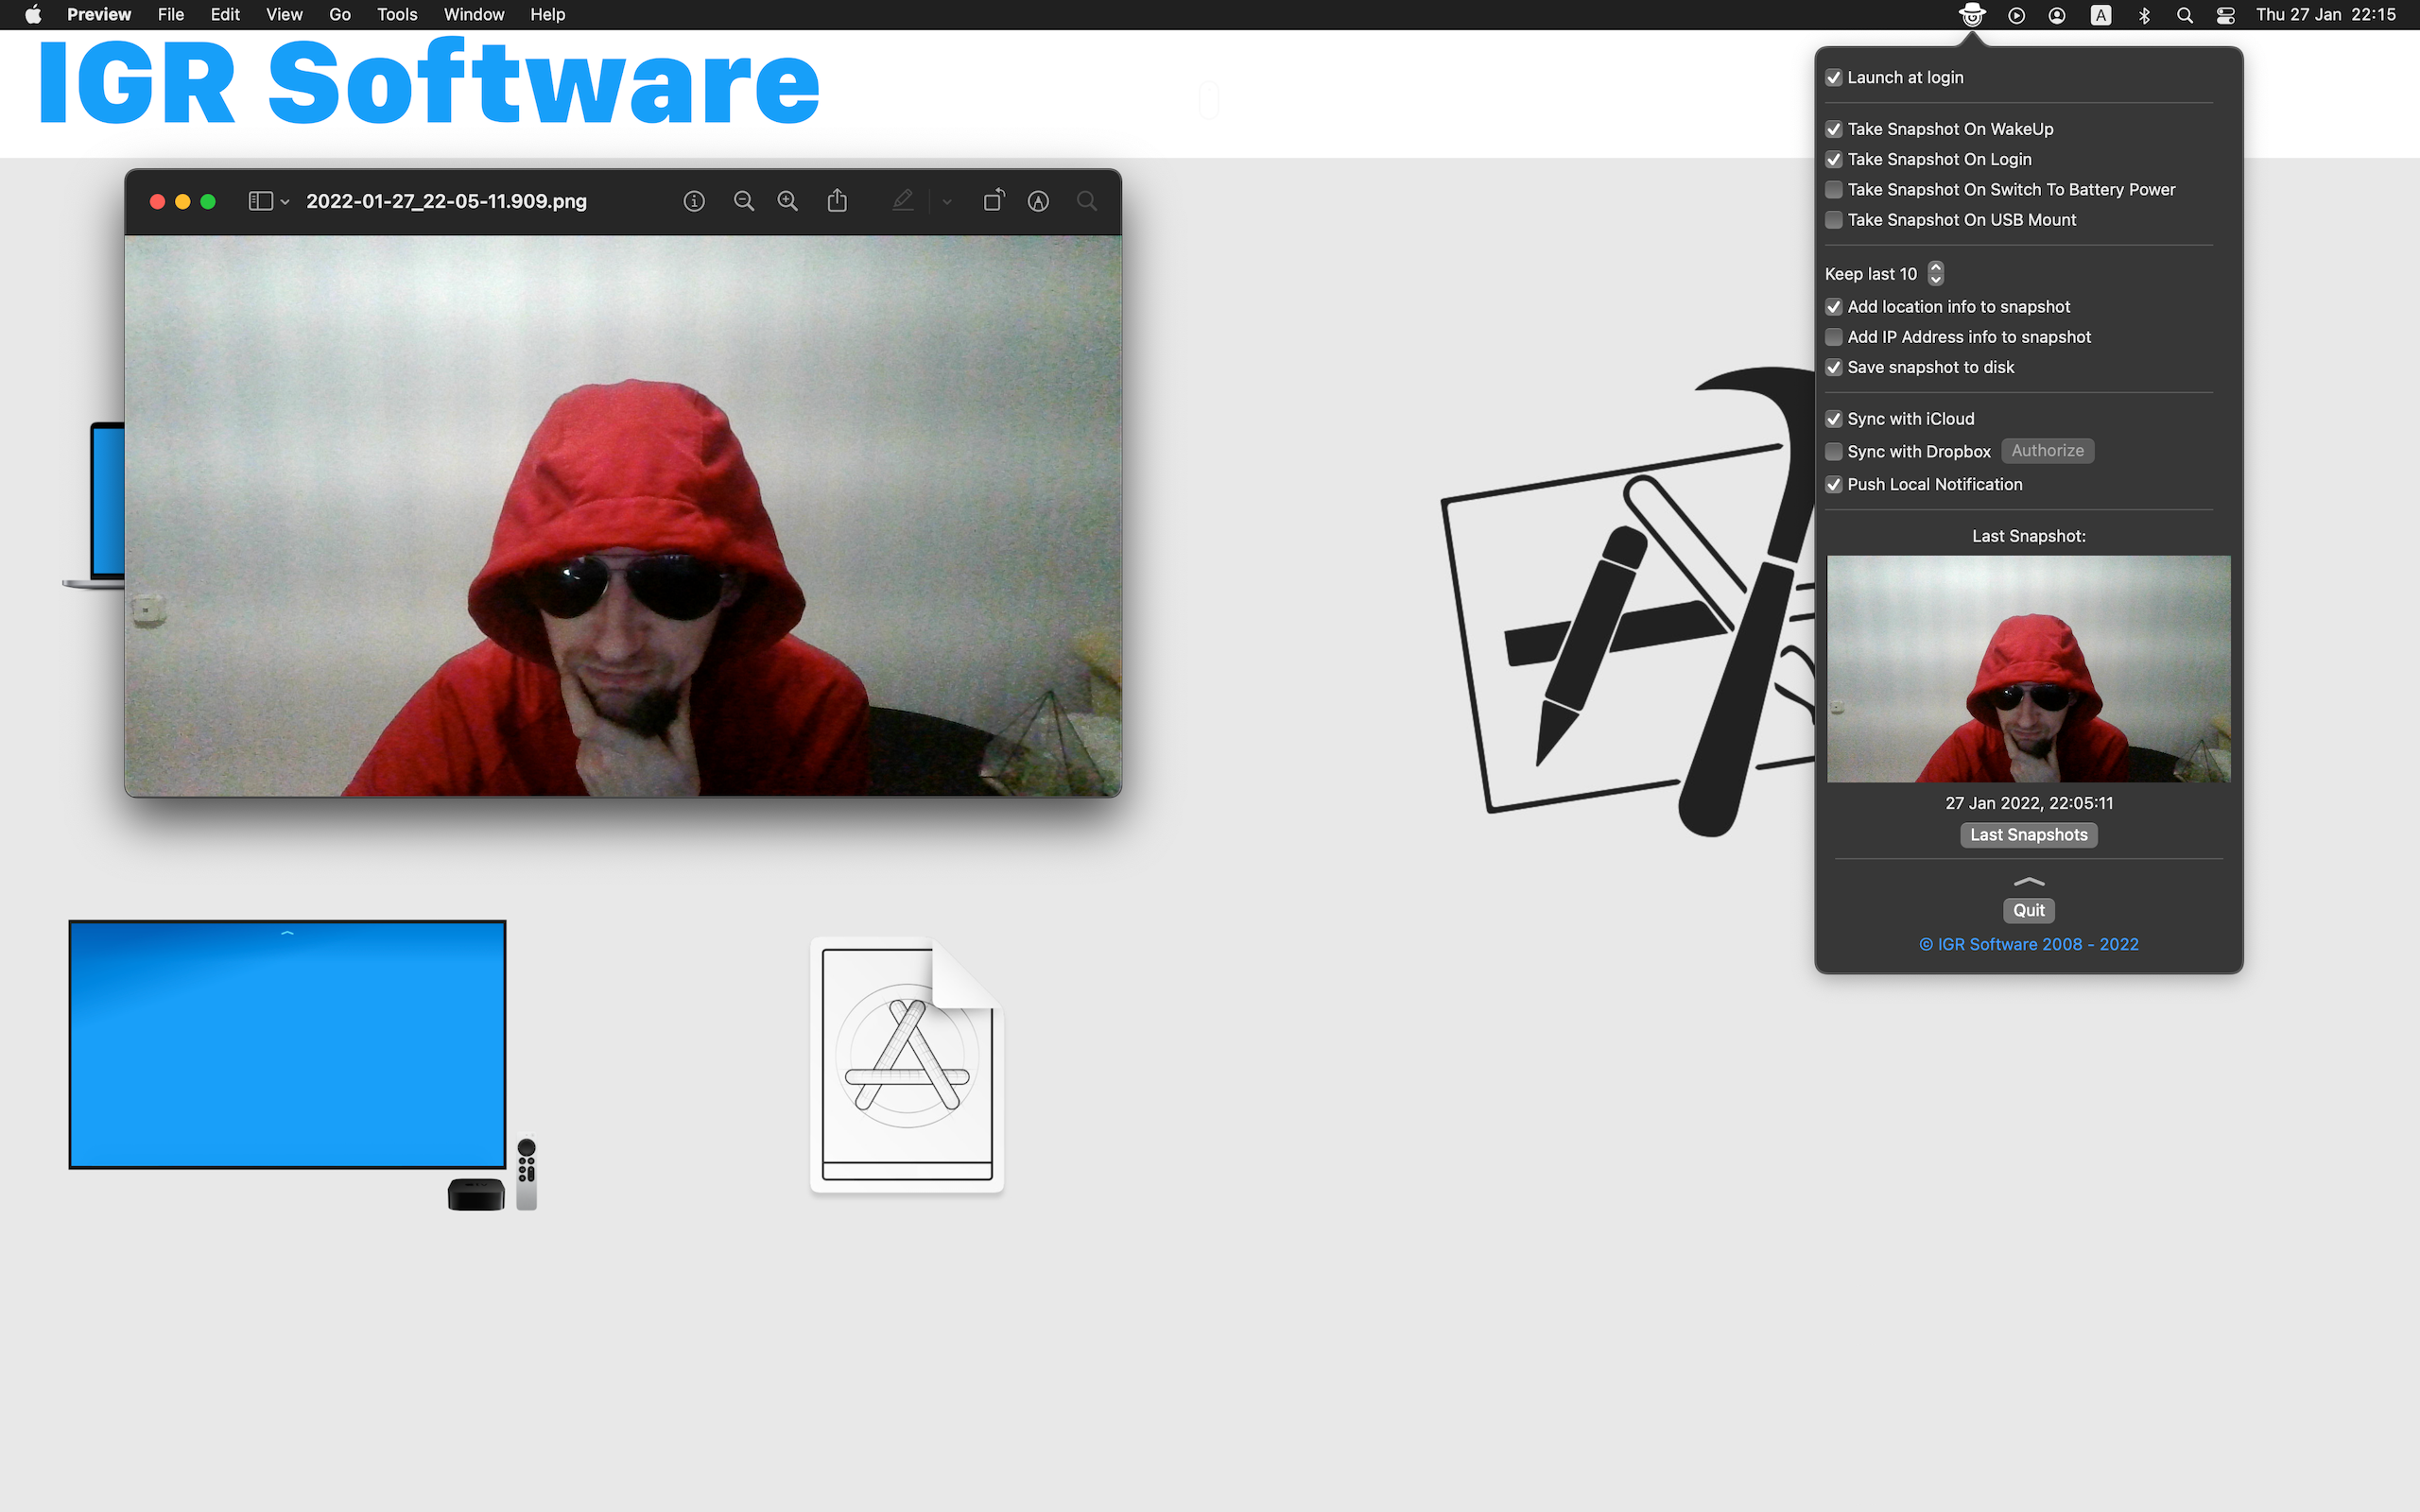 Preview File Edit View Go Tools Window Help
A Thu 27 Jan 22:15
IGR Software
2022-01-27_22-05-11.909.png
Launch at login
Take Snapshot On WakeUp
Take Snapshot On Login
Take Snapshot On Switch To Battery Power
Take Snapshot On USB Mount
Keep last 10
Add location info to snapshot
Add IP Address info to snapshot
Save snapshot to disk
Sync with iCloud
Sync with Dropbox Authorize
Push Local Notification
Last Snapshot:
27 Jan 2022, 22:05:11
Last Snapshots
Quit
© IGR Software 2008 - 2022